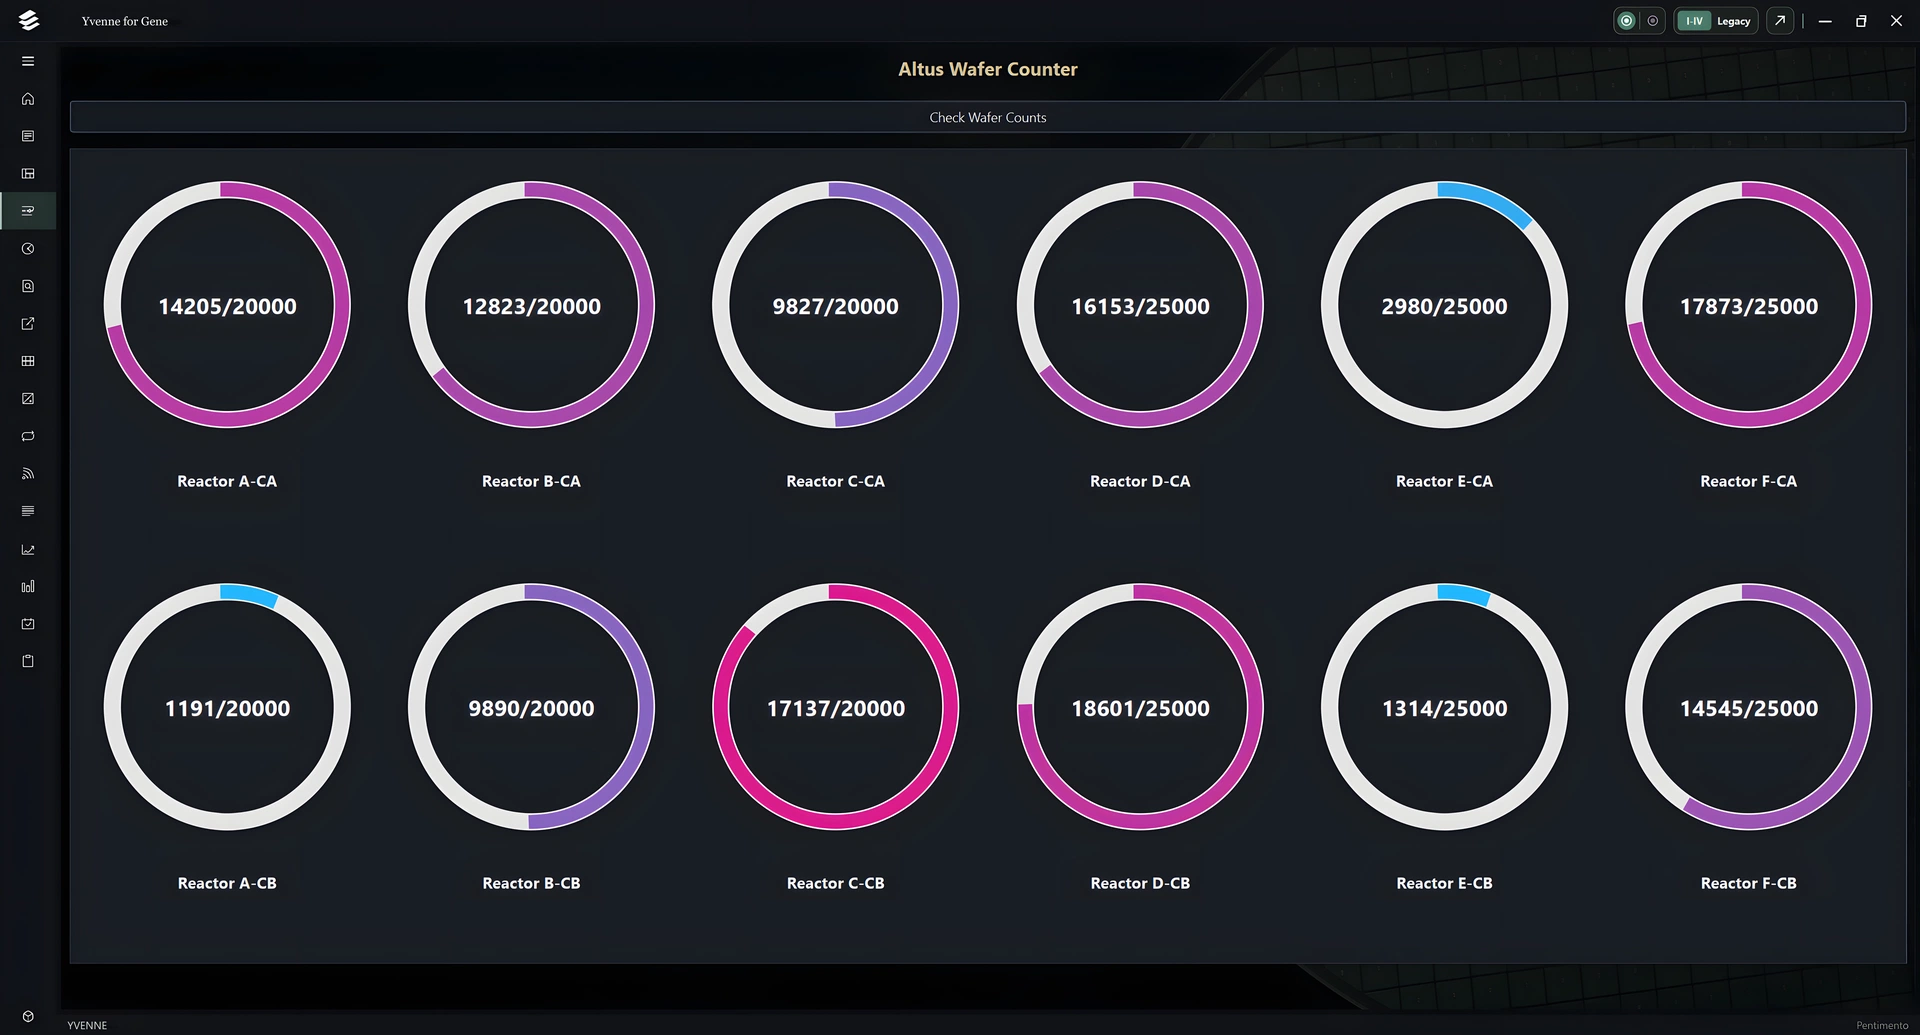 Yvenne for Gene
I-IV Legacy
Altus Wafer Counter
Check Wafer Counts
14205/20000 12823/20000 9827/20000 16153/25000 2980/25000 17873/25000
Reactor A-CA Reactor B-CA Reactor C-CA Reactor D-CA Reactor E-CA Reactor F-CA
1191/20000 9890/20000 17137/20000 18601/25000 1314/25000 14545/25000
Reactor A-CB Reactor B-CB Reactor C-CB Reactor D-CB Reactor E-CB Reactor F-CB
YVENNE Pentimento